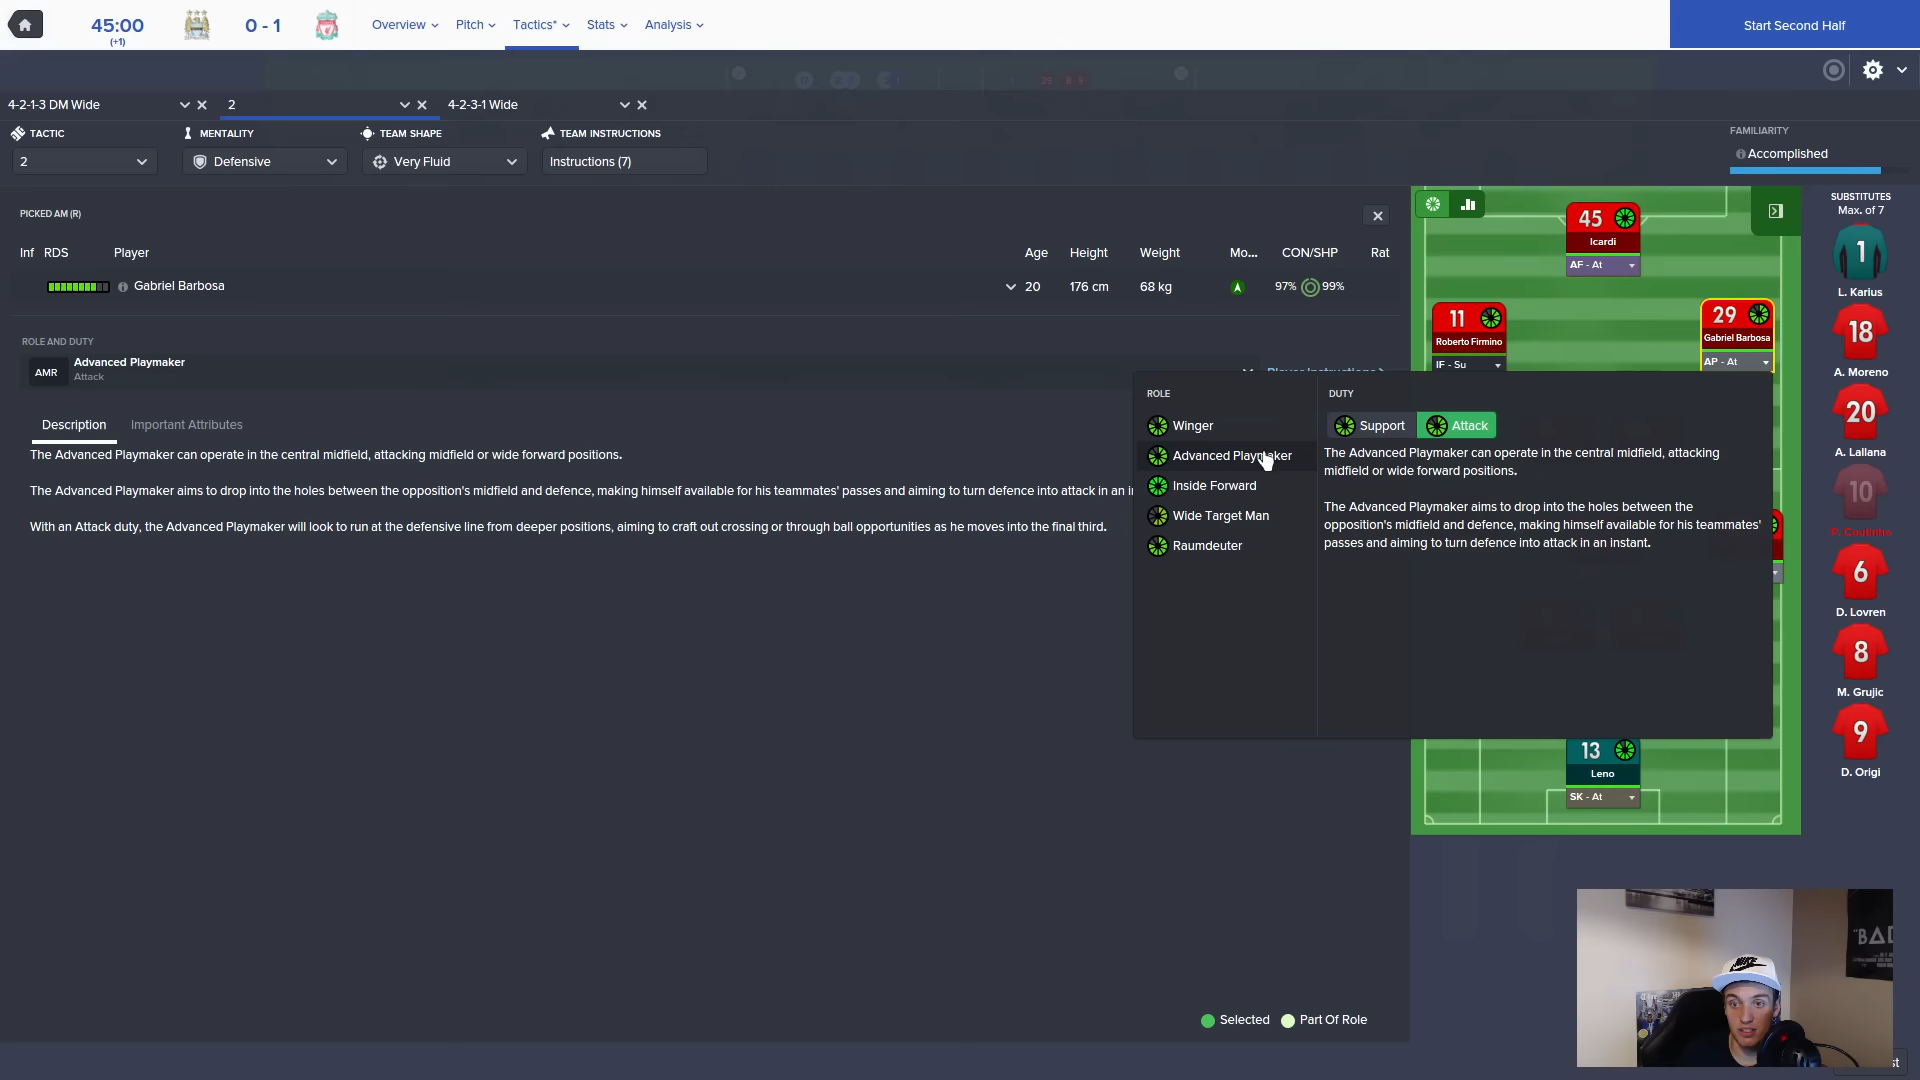 45:00
(+1)
0 - 1
Overview
Pitch
Tactics*
Stats
Analysis
Start Second Half
4-2-1-3 DM Wide
2
4-2-3-1 Wide
TACTIC
MENTALITY
TEAM SHAPE
TEAM INSTRUCTIONS
2
Defensive
Very Fluid
Instructions (7)
FAMILIARITY
Accomplished
PICKED AM (R)
Inf RDS Player Age Height Weight Mo... CON/SHP Rat
Gabriel Barbosa 20 176 cm 68 kg 97% 99%
ROLE AND DUTY
AMR
Advanced Playmaker
Attack
Player Instructions
Description
Important Attributes
The Advanced Playmaker can operate in the central midfield, attacking midfield or wide forward positions.
The Advanced Playmaker aims to drop into the holes between the opposition's midfield and defence, making himself available for his teammates' passes and aiming to turn defence into attack in an i
With an Attack duty, the Advanced Playmaker will look to run at the defensive line from deeper positions, aiming to craft out crossing or through ball opportunities as he moves into the final third.
ROLE
Winger
Advanced Playmaker
Inside Forward
Wide Target Man
Raumdeuter
DUTY
Support
Attack
The Advanced Playmaker can operate in the central midfield, attacking
midfield or wide forward positions.
The Advanced Playmaker aims to drop into the holes between the
opposition's midfield and defence, making himself available for his teammates'
passes and aiming to turn defence into attack in an instant.
45
Icardi
AF - At
11
Roberto Firmino
IF - Su
29
Gabriel Barbosa
AP - At
13
Leno
SK - At
SUBSTITUTES
Max. of 7
1
L. Karius
18
A. Moreno
20
A. Lallana
10
P. Coutinho
6
D. Lovren
8
M. Grujic
9
D. Origi
Selected
Part Of Role
NIKE
"BAD
st